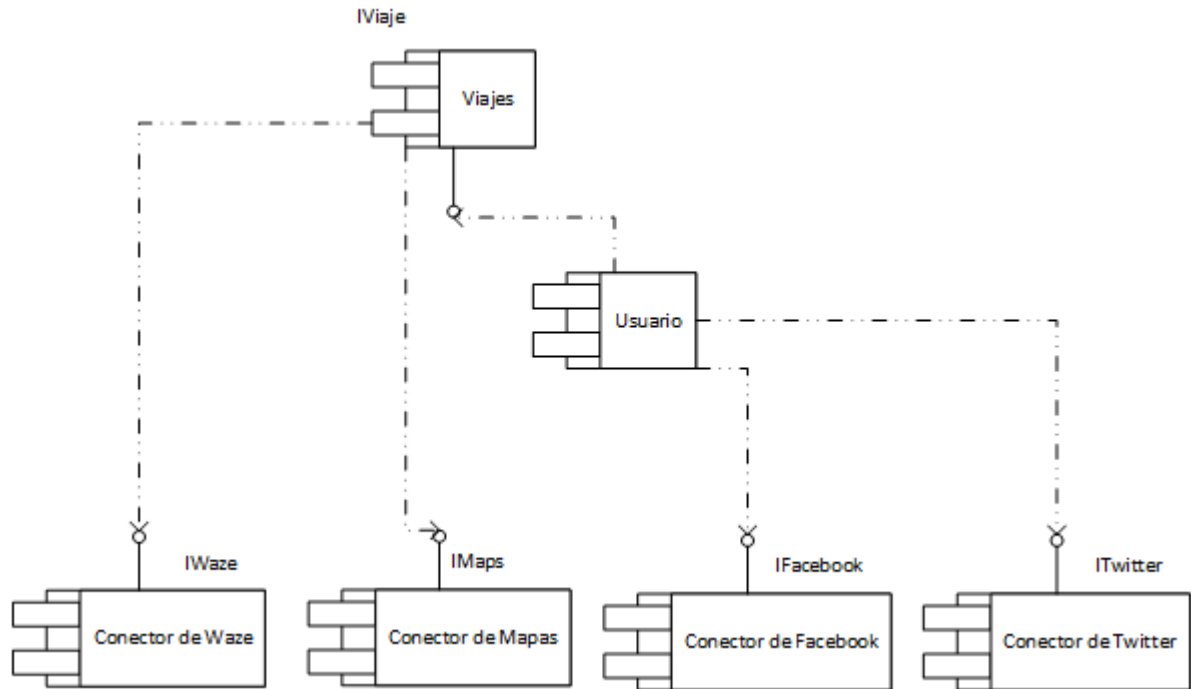 IViaje
Viajes
Usuario
IWaze
IMaps
IFacebook
ITwitter
Conector de Waze
Conector de Mapas
Conector de Facebook
Conector de Twitter